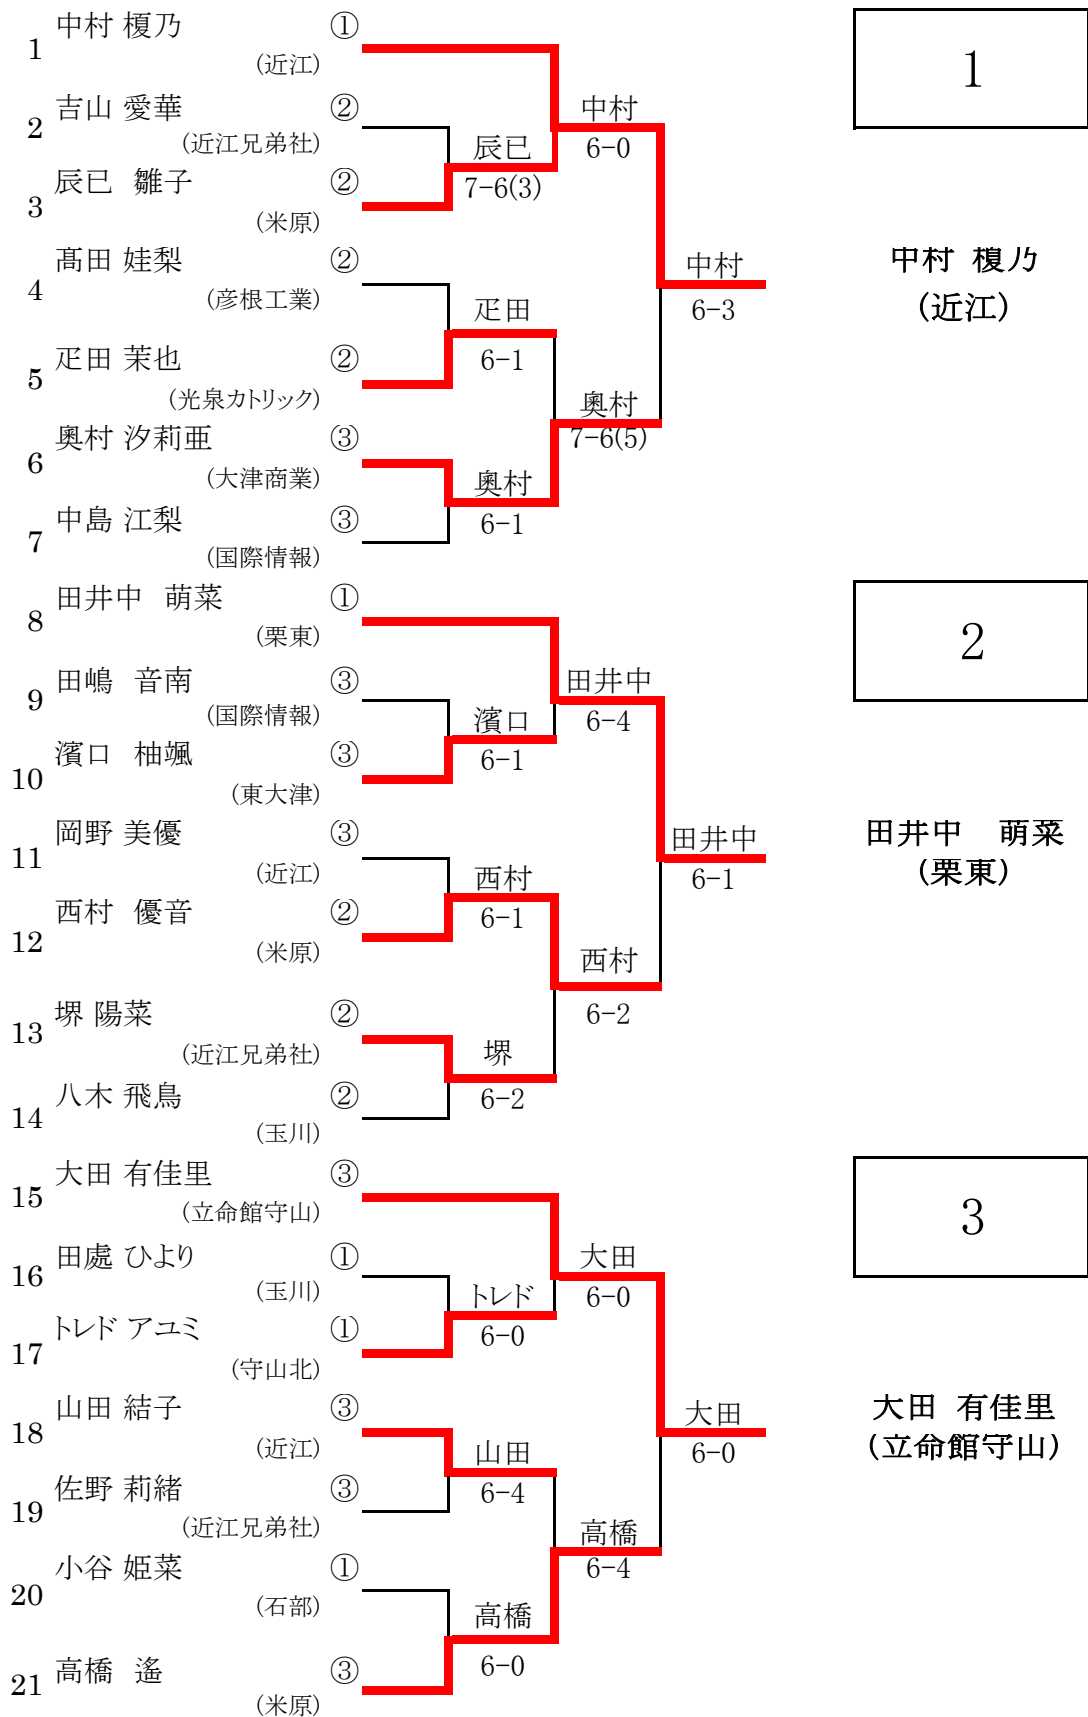 1 中村 榎乃 ①
(近江)
2 吉山 愛華 ②
(近江兄弟社)
3 辰已 雛子 ②
(米原)
4 髙田 娃梨 ②
(彦根工業)
5 疋田 茉也 ②
(光泉カトリック)
6 奥村 汐莉亜 ③
(大津商業)
7 中島 江梨 ③
(国際情報)
辰已
7-6(3)
疋田
6-1
奥村
6-1
中村
6-0
奥村
7-6(5)
中村
6-3
1
中村 榎乃
(近江)
8 田井中 萌菜 ①
(栗東)
9 田嶋 音南 ③
(国際情報)
10 濱口 柚颯 ③
(東大津)
11 岡野 美優 ③
(近江)
12 西村 優音 ②
(米原)
13 堺 陽菜 ②
(近江兄弟社)
14 八木 飛鳥 ②
(玉川)
濱口
6-1
西村
6-1
堺
6-2
田井中
6-4
西村
6-2
田井中
6-1
2
田井中 萌菜
(栗東)
15 大田 有佳里 ③
(立命館守山)
16 田處 ひより ①
(玉川)
17 トレド アユミ ①
(守山北)
18 山田 結子 ③
(近江)
19 佐野 莉緒 ③
(近江兄弟社)
20 小谷 姫菜 ①
(石部)
21 高橋 遙 ③
(米原)
トレド
6-0
山田
6-4
高橋
6-0
大田
6-0
高橋
6-4
大田
6-0
3
大田 有佳里
(立命館守山)